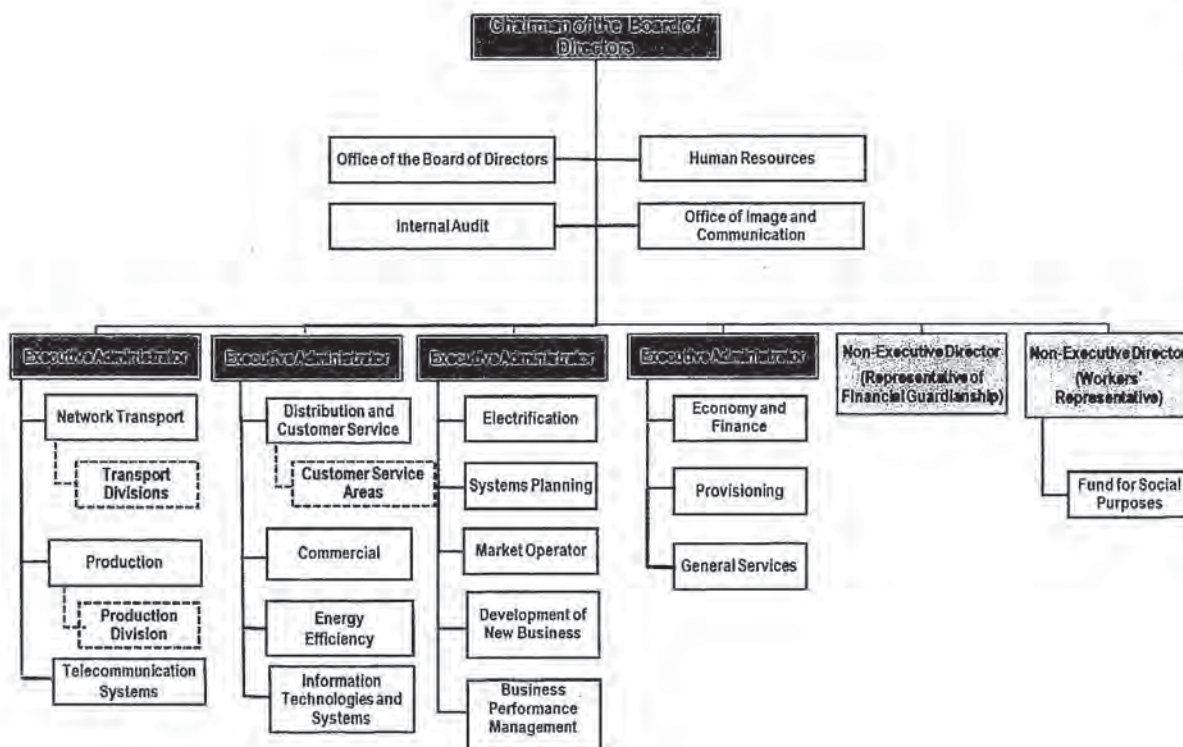 Chairman of the Board of
Directors
Office of the Board of Directors
Human Resources
Internal Audit
Office of Image and
Communication
Executive Administrator
Executive Administrator
Executive Administrator
Executive Administrator
Non-Executive Director
(Representative of
Financial Guardianship)
Non-Executive Director
(Workers'
Representative)
Network Transport
Transport
Divisions
Production
Production
Division
Telecommunication
Systems
Distribution and
Customer Service
Customer Service
Areas
Commercial
Energy
Efficiency
Information
Technologies and
Systems
Electrification
Systems Planning
Market Operator
Development of
New Business
Business
Performance
Management
Economy and
Finance
Provisioning
General Services
Fund for Social
Purposes